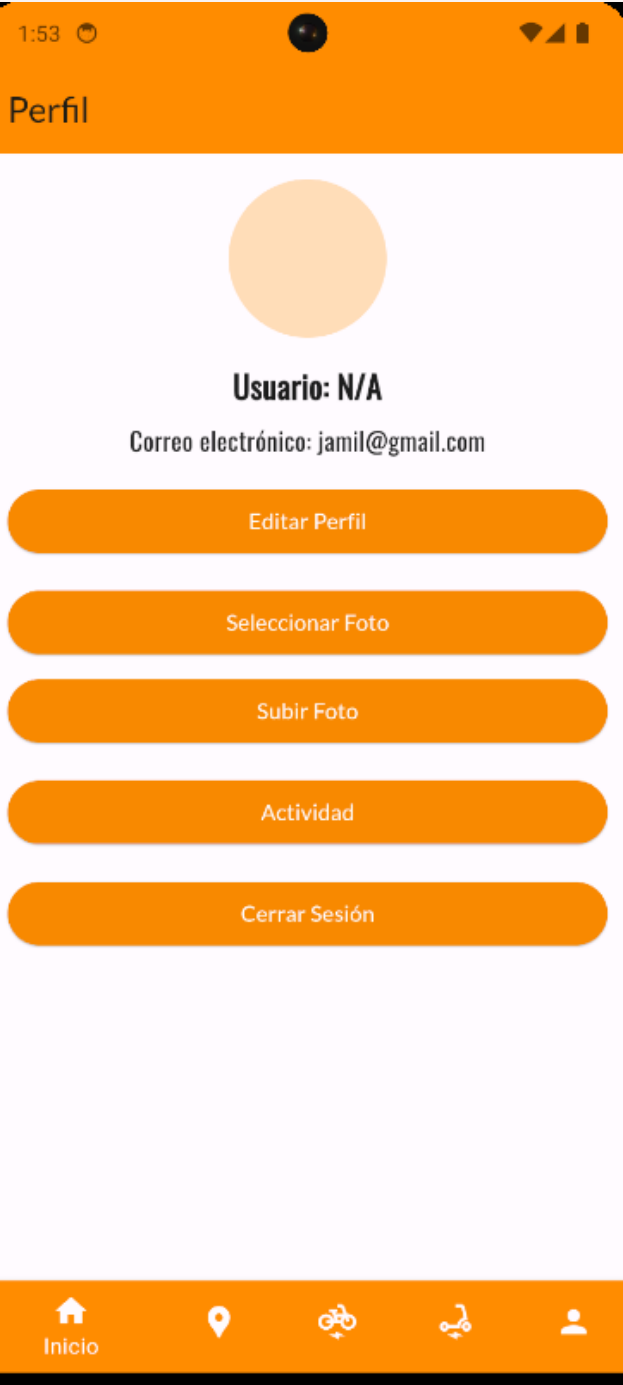 1:53
Perfil
Usuario: N/A
Correo electrónico: jamil@gmail.com
Editar Perfil
Seleccionar Foto
Subir Foto
Actividad
Cerrar Sesión
Inicio